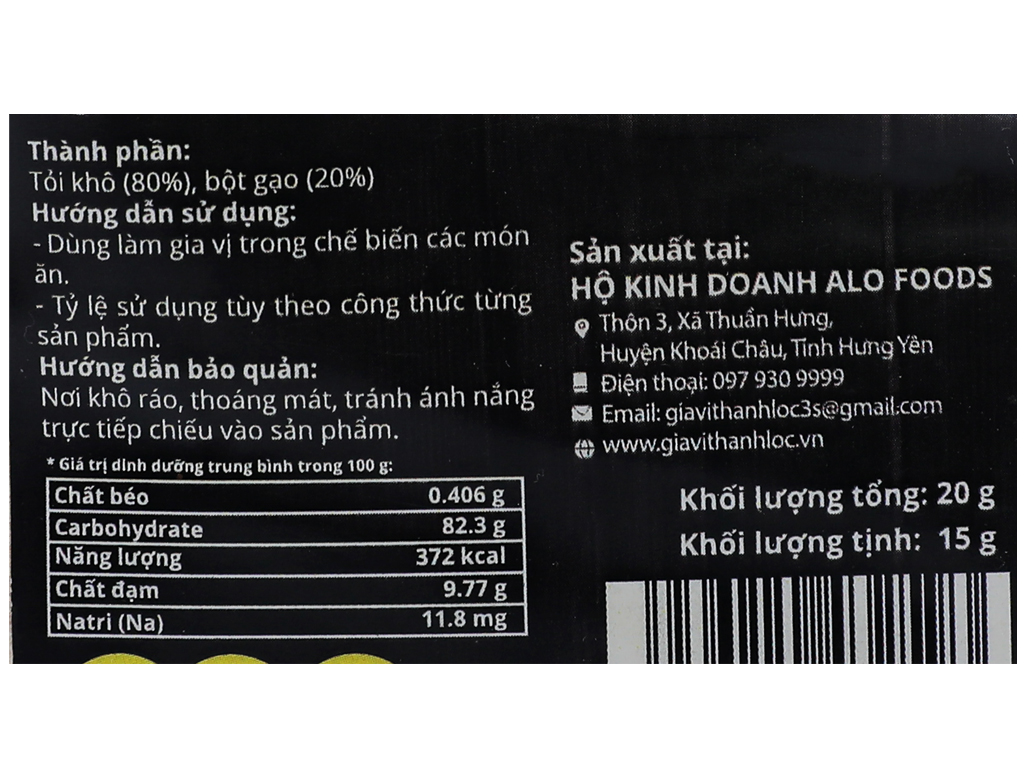 Thành phần:
Tỏi khô (80%), bột gạo (20%)
Hướng dẫn sử dụng:
- Dùng làm gia vị trong chế biến các món
ăn.
- Tỷ lệ sử dụng tùy theo công thức từng
sản phẩm.
Hướng dẫn bảo quản:
Nơi khô ráo, thoáng mát, tránh ánh nắng
trực tiếp chiếu vào sản phẩm.
* Giá trị dinh dưỡng trung bình trong 100 g:
Chất béo 0.406 g
Carbohydrate 82.3 g
Năng lượng 372 kcal
Chất đạm 9.77 g
Natri (Na) 11.8 mg
Sản xuất tại:
HỘ KINH DOANH ALO FOODS
Thôn 3, Xã Thuần Hưng,
Huyện Khoái Châu, Tỉnh Hưng Yên
Điện thoại: 097 930 9999
Email: giavithanhloc3s@gmail.com
www.giavithanhloc.vn
Khối lượng tổng: 20 g
Khối lượng tịnh: 15 g